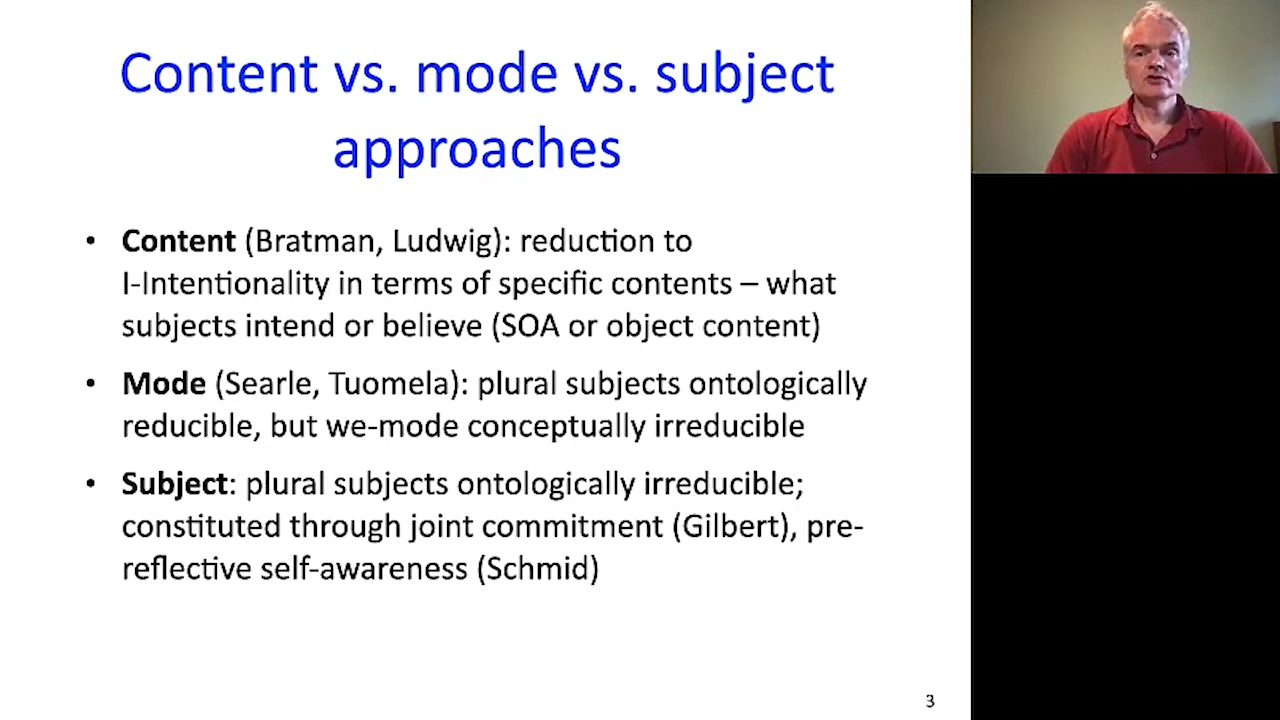 Content vs. mode vs. subject
approaches
• Content (Bratman, Ludwig): reduction to
I-Intentionality in terms of specific contents – what
subjects intend or believe (SOA or object content)
• Mode (Searle, Tuomela): plural subjects ontologically
reducible, but we-mode conceptually irreducible
• Subject: plural subjects ontologically irreducible;
constituted through joint commitment (Gilbert), pre-
reflective self-awareness (Schmid)
3